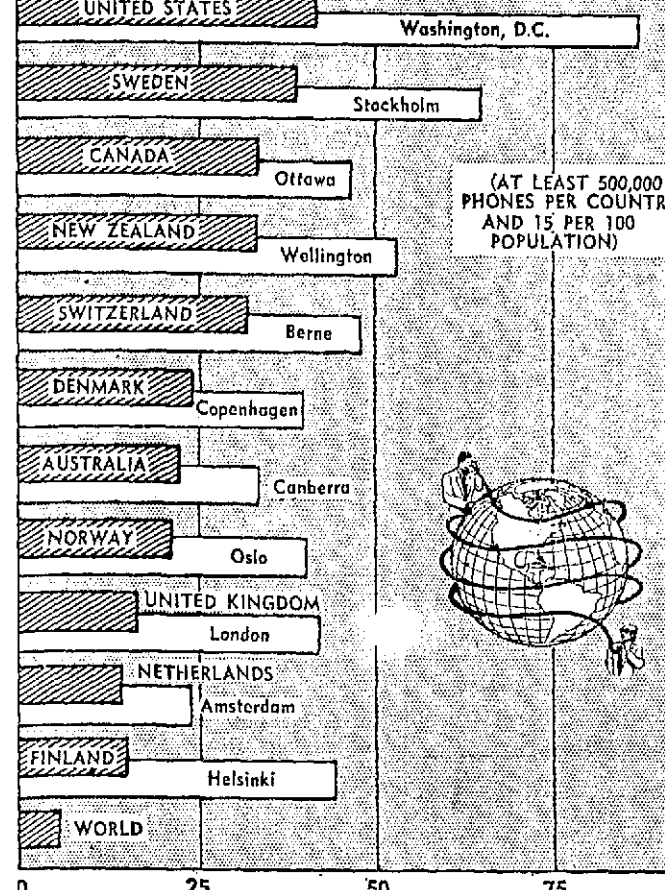 UNITED STATES
Washington, D.C.
SWEDEN
Stockholm
CANADA
Ottawa
(AT LEAST 500,000
PHONES PER COUNTR
AND 15 PER 100
POPULATION)
NEW ZEALAND
Wellington
SWITZERLAND
Berne
DENMARK
Copenhagen
AUSTRALIA
Canberra
NORWAY
Oslo
UNITED KINGDOM
London
NETHERLANDS
Amsterdam
FINLAND
Helsinki
WORLD
0 25 50 75